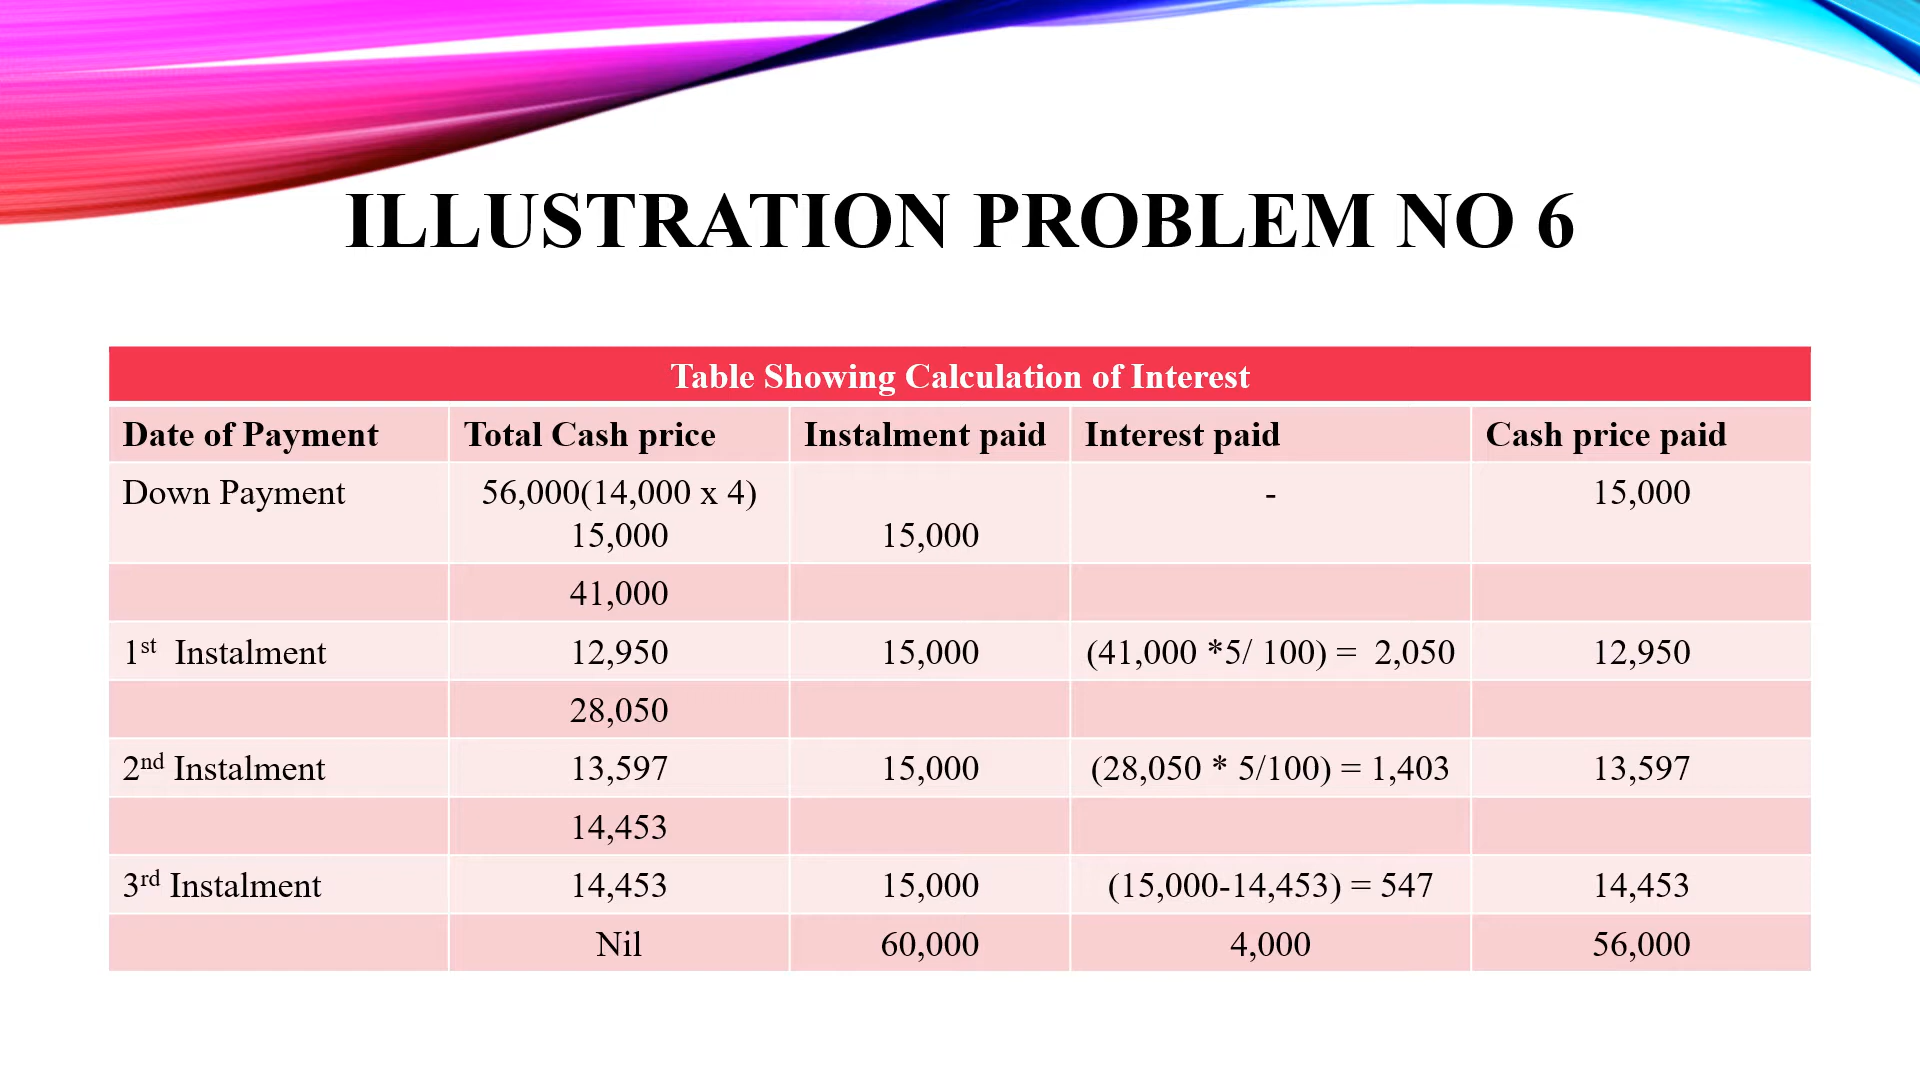 ILLUSTRATION PROBLEM NO 6
Table Showing Calculation of Interest
Date of Payment Total Cash price Instalment paid Interest paid Cash price paid
Down Payment 56,000(14,000 x 4) - 15,000
15,000 15,000
41,000
1st Instalment 12,950 15,000 (41,000 *5/ 100) = 2,050 12,950
28,050
2nd Instalment 13,597 15,000 (28,050 * 5/100) = 1,403 13,597
14,453
3rd Instalment 14,453 15,000 (15,000-14,453) = 547 14,453
Nil 60,000 4,000 56,000